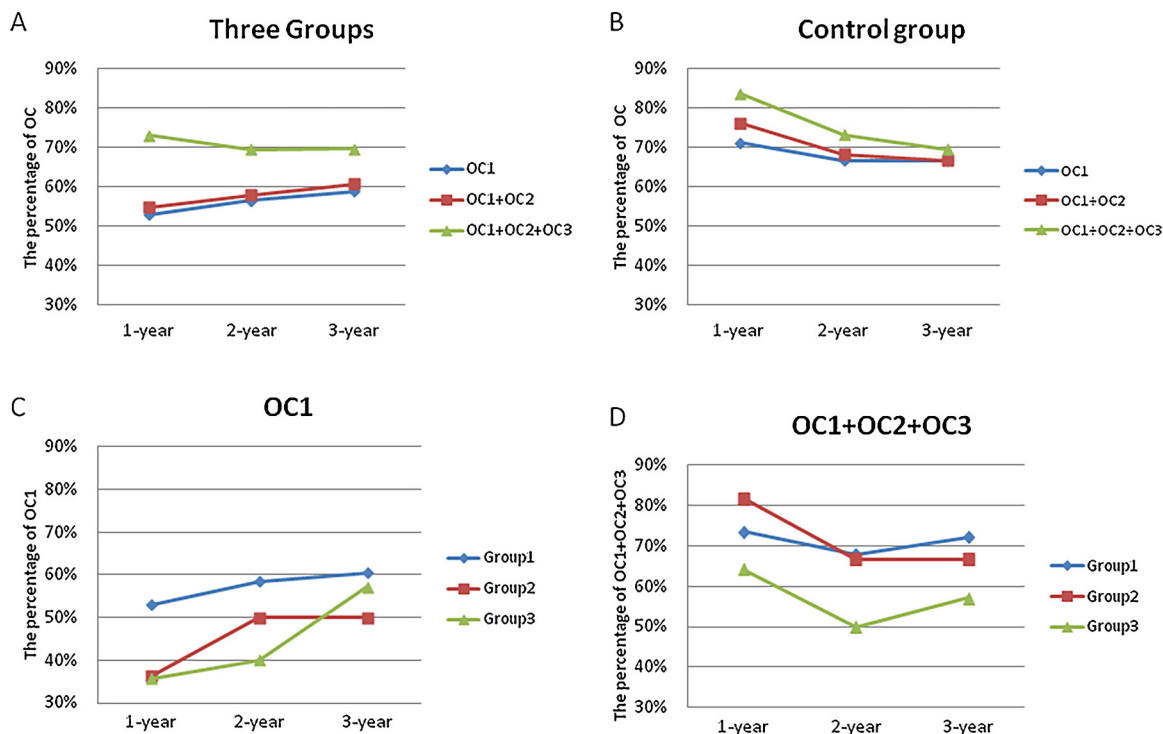 A
Three Groups
The percentage of OC
90%
80%
70%
60%
50%
40%
30%
1-year
2-year
3-year
OC1
OC1+OC2
OC1+OC2+OC3
B
Control group
The percentage of OC
90%
80%
70%
60%
50%
40%
30%
1-year
2-year
3-year
OC1
OC1+OC2
OC1+OC2+OC3
C
OC1
The percentage of OC1
90%
80%
70%
60%
50%
40%
30%
1-year
2-year
3-year
Group1
Group2
Group3
D
OC1+OC2+OC3
The percentage of OC1+OC2+OC3
90%
80%
70%
60%
50%
40%
30%
1-year
2-year
3-year
Group1
Group2
Group3